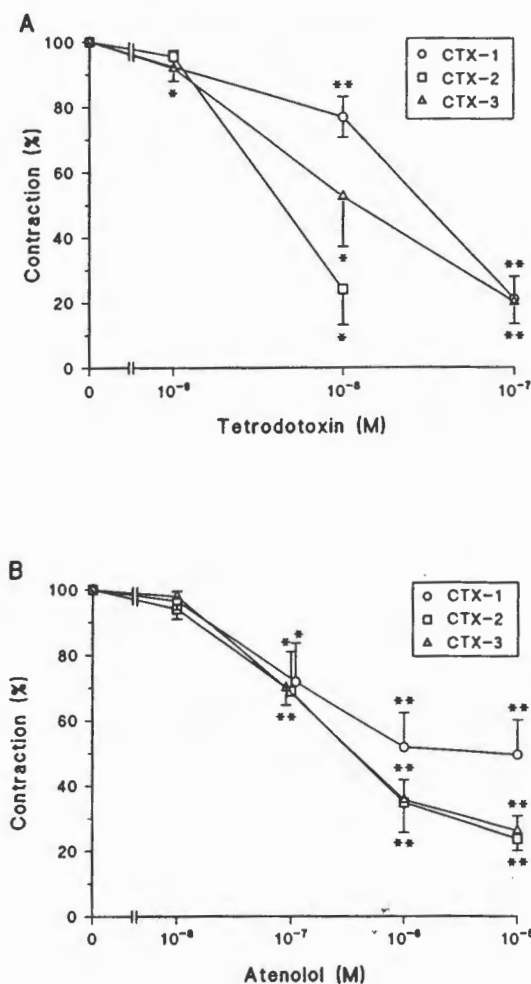 A
100
80
60
40
20
0
Contraction (%)
CTX-1
CTX-2
CTX-3
*
**
*
*
**
**
0 10⁻⁹ 10⁻⁸ 10⁻⁷
Tetrodotoxin (M)
B
100
80
60
40
20
0
Contraction (%)
CTX-1
CTX-2
CTX-3
* *
**
**
**
**
**
**
**
0 10⁻⁸ 10⁻⁷ 10⁻⁶ 10⁻⁵
Atenolol (M)